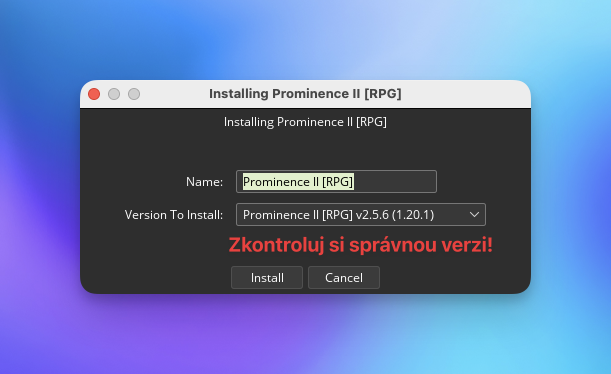 Installing Prominence II [RPG]
Installing Prominence II [RPG]
Name: Prominence II [RPG]
Version To Install: Prominence II [RPG] v2.5.6 (1.20.1)
Zkontroluj si správnou verzi!
Install Cancel